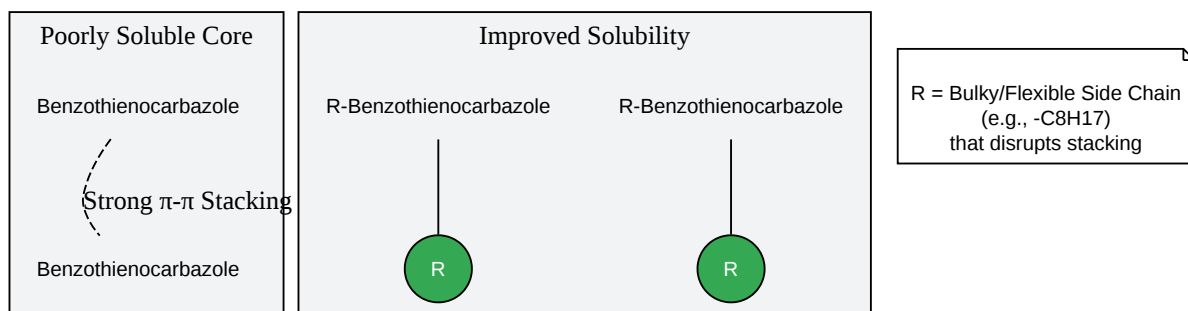 Poorly Soluble Core
Benzothienocarbazole
Strong π-π Stacking
Benzothienocarbazole
Improved Solubility
R-Benzothienocarbazole
R-Benzothienocarbazole
R
R
R = Bulky/Flexible Side Chain
(e.g., -C8H17)
that disrupts stacking